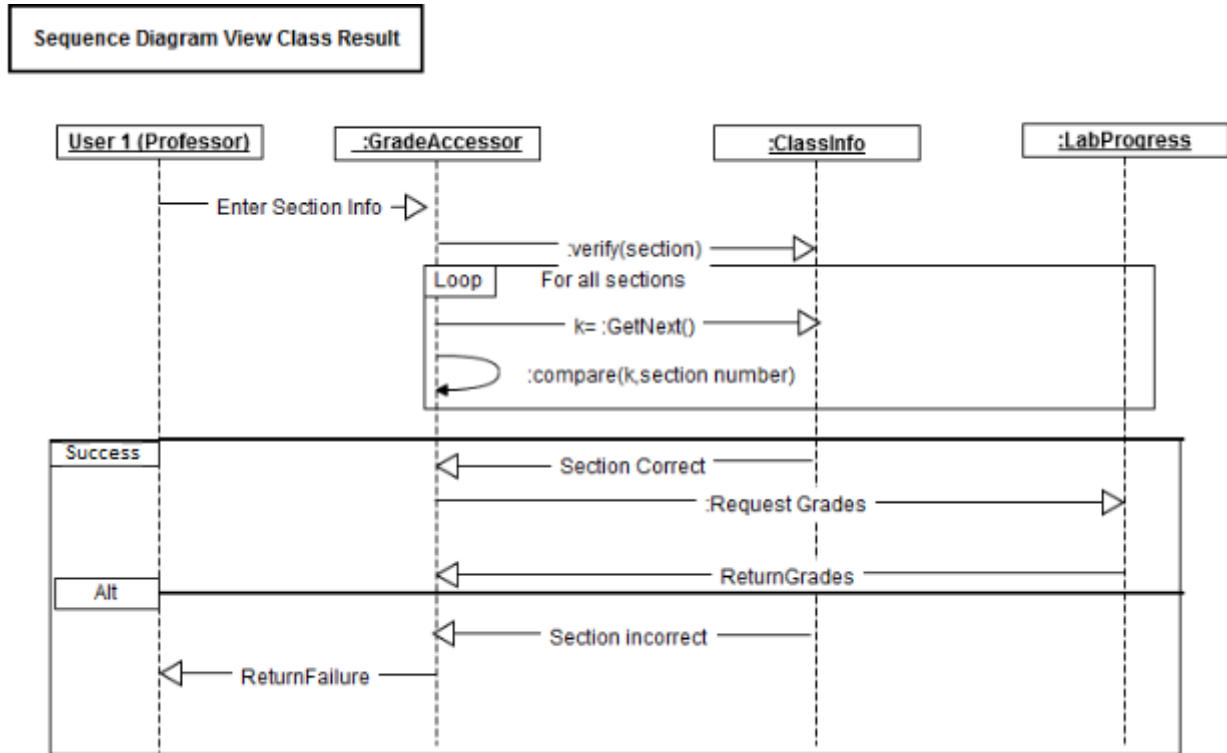 Sequence Diagram View Class Result
User 1 (Professor)
:GradeAccessor
:ClassInfo
:LabProgress
Enter Section Info
:verify(section)
Loop
For all sections
k= :GetNext()
:compare(k,section number)
Success
Section Correct
:Request Grades
ReturnGrades
Alt
Section incorrect
ReturnFailure